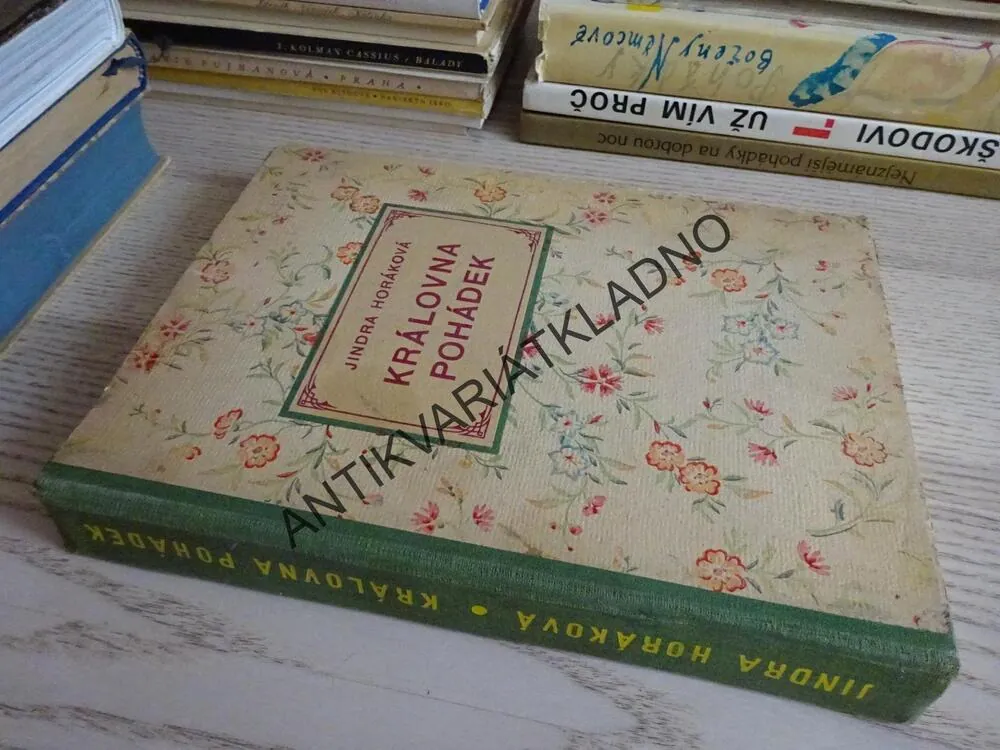 J. KOLMAN CASSIUS / BALADY
PUJMANOVÁ • PRAHA •
Boženy Němcové
ŠKODOVI UŽ VÍM PROČ
Nejznámější pohádky na dobrou noc
JINDRA HORÁKOVÁ
KRÁLOVNA
POHÁDEK
ANTIKVARIÁTKLADNO
JINDRA HORÁKOVÁ • KRÁLOVNA POHÁDEK